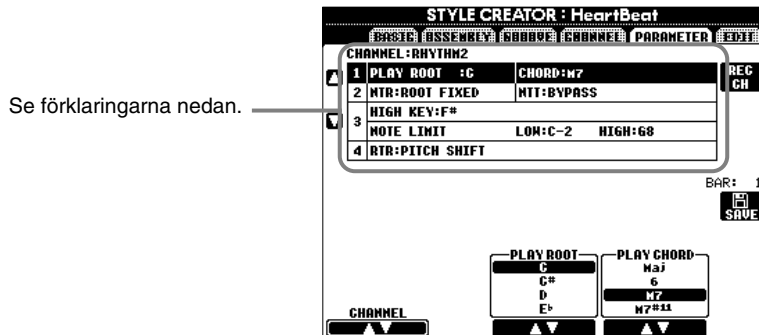 STYLE CREATOR : HeartBeat
BASIC ASSEMBLY GROOVE CHANNEL PARAMETER EDIT
CHANNEL:RHYTHM2
1 PLAY ROOT :C CHORD:M7
REC CH
2 NTR:ROOT FIXED NTT:BYPASS
Se förklaringarna nedan.
3 HIGH KEY:F#
NOTE LIMIT LOW:C-2 HIGH:G8
4 RTR:PITCH SHIFT
BAR: 1
SAVE
PLAY ROOT PLAY CHORD
C Maj
C# 6
D M7
E♭ M7#11
CHANNEL